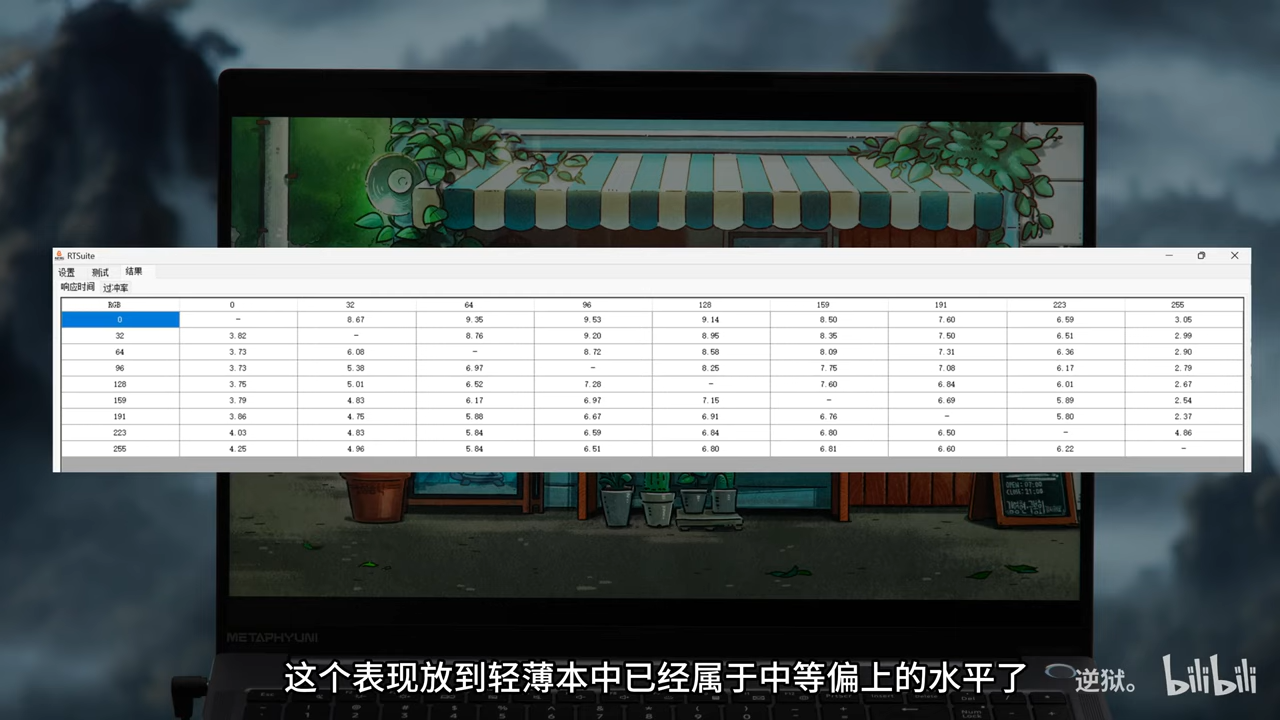 RTSuite
设置 测试 结果
响应时间 过冲率
RGB 0 32 64 96 128 159 191 223 255
0 - 8.67 9.35 9.53 9.14 8.50 7.60 6.59 3.05
32 3.82 - 8.76 9.20 8.95 8.35 7.50 6.51 2.99
64 3.73 6.08 - 8.72 8.58 8.09 7.31 6.36 2.90
96 3.73 5.38 6.97 - 8.25 7.75 7.08 6.17 2.79
128 3.75 5.01 6.52 7.28 - 7.60 6.84 6.01 2.67
159 3.79 4.83 6.17 6.97 7.15 - 6.69 5.89 2.54
191 3.86 4.75 5.88 6.67 6.91 6.76 - 5.80 2.37
223 4.03 4.83 5.84 6.59 6.84 6.80 6.50 - 4.86
255 4.25 4.96 5.84 6.51 6.80 6.81 6.60 6.22 -
METAPHYUNI
这个表现放到轻薄本中已经属于中等偏上的水平了
逆狱。
bilibili